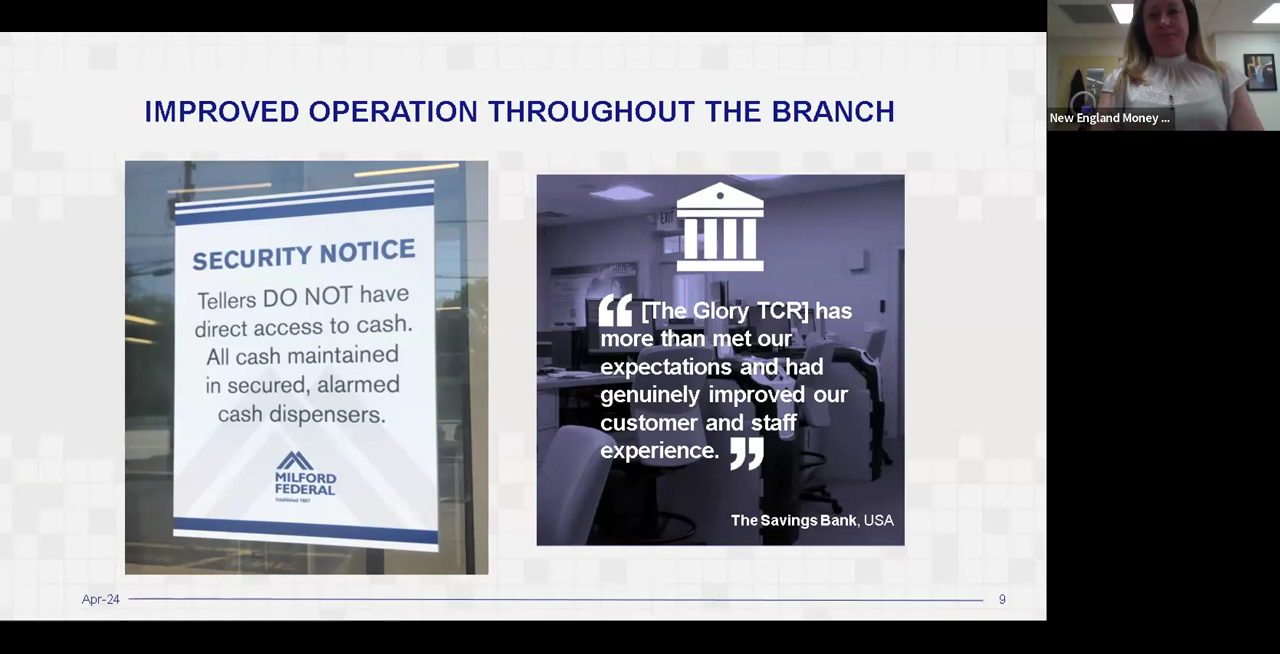 IMPROVED OPERATION THROUGHOUT THE BRANCH
SECURITY NOTICE
Tellers DO NOT have
direct access to cash.
All cash maintained
in secured, alarmed
cash dispensers.
MILFORD
FEDERAL
Established 1887
EXIT
“ [The Glory TCR] has
more than met our
expectations and had
genuinely improved our
customer and staff
experience. ”
The Savings Bank, USA
Apr-24
9
New England Money ...